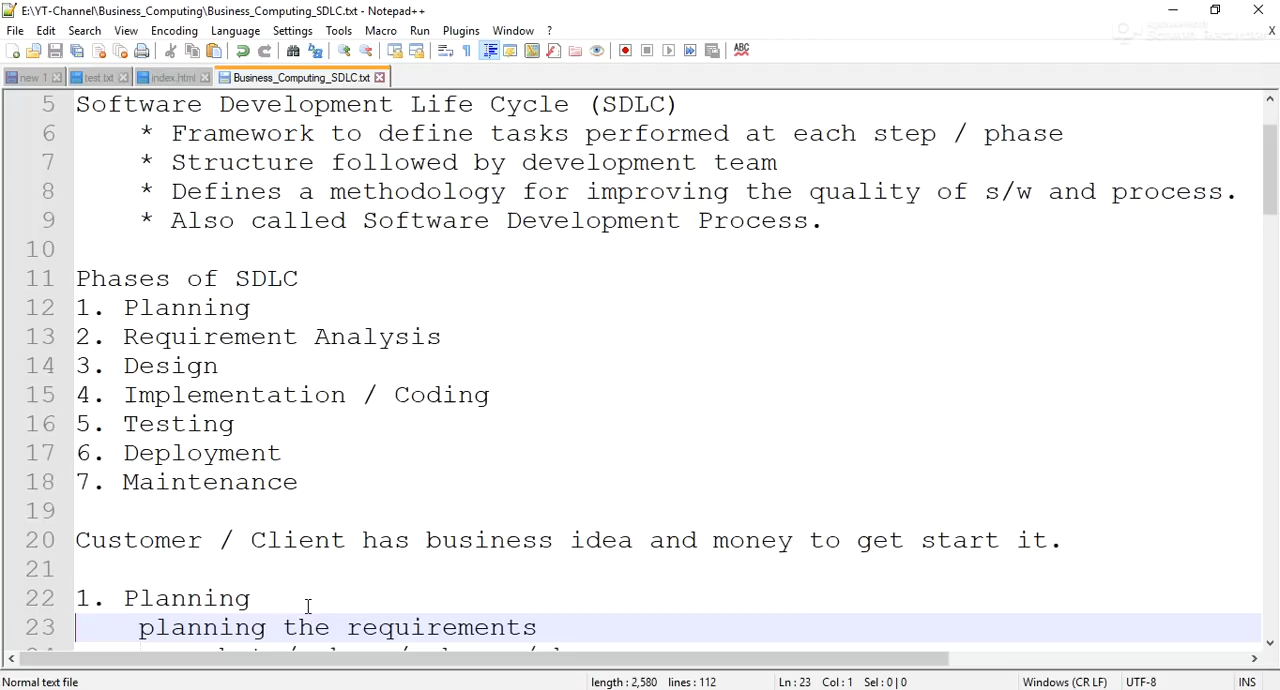 E:\YT-Channel\Business_Computing\Business_Computing_SDLC.txt - Notepad++
File Edit Search View Encoding Language Settings Tools Macro Run Plugins Window ?
X
new 1 test.txt index.html Business_Computing_SDLC.txt
5 Software Development Life Cycle (SDLC)
6 * Framework to define tasks performed at each step / phase
7 * Structure followed by development team
8 * Defines a methodology for improving the quality of s/w and process.
9 * Also called Software Development Process.
10
11 Phases of SDLC
12 1. Planning
13 2. Requirement Analysis
14 3. Design
15 4. Implementation / Coding
16 5. Testing
17 6. Deployment
18 7. Maintenance
19
20 Customer / Client has business idea and money to get start it.
21
22 1. Planning
23 planning the requirements
Normal text file length : 2,580 lines : 112 Ln : 23 Col : 1 Sel : 0 | 0 Windows (CR LF) UTF-8 INS